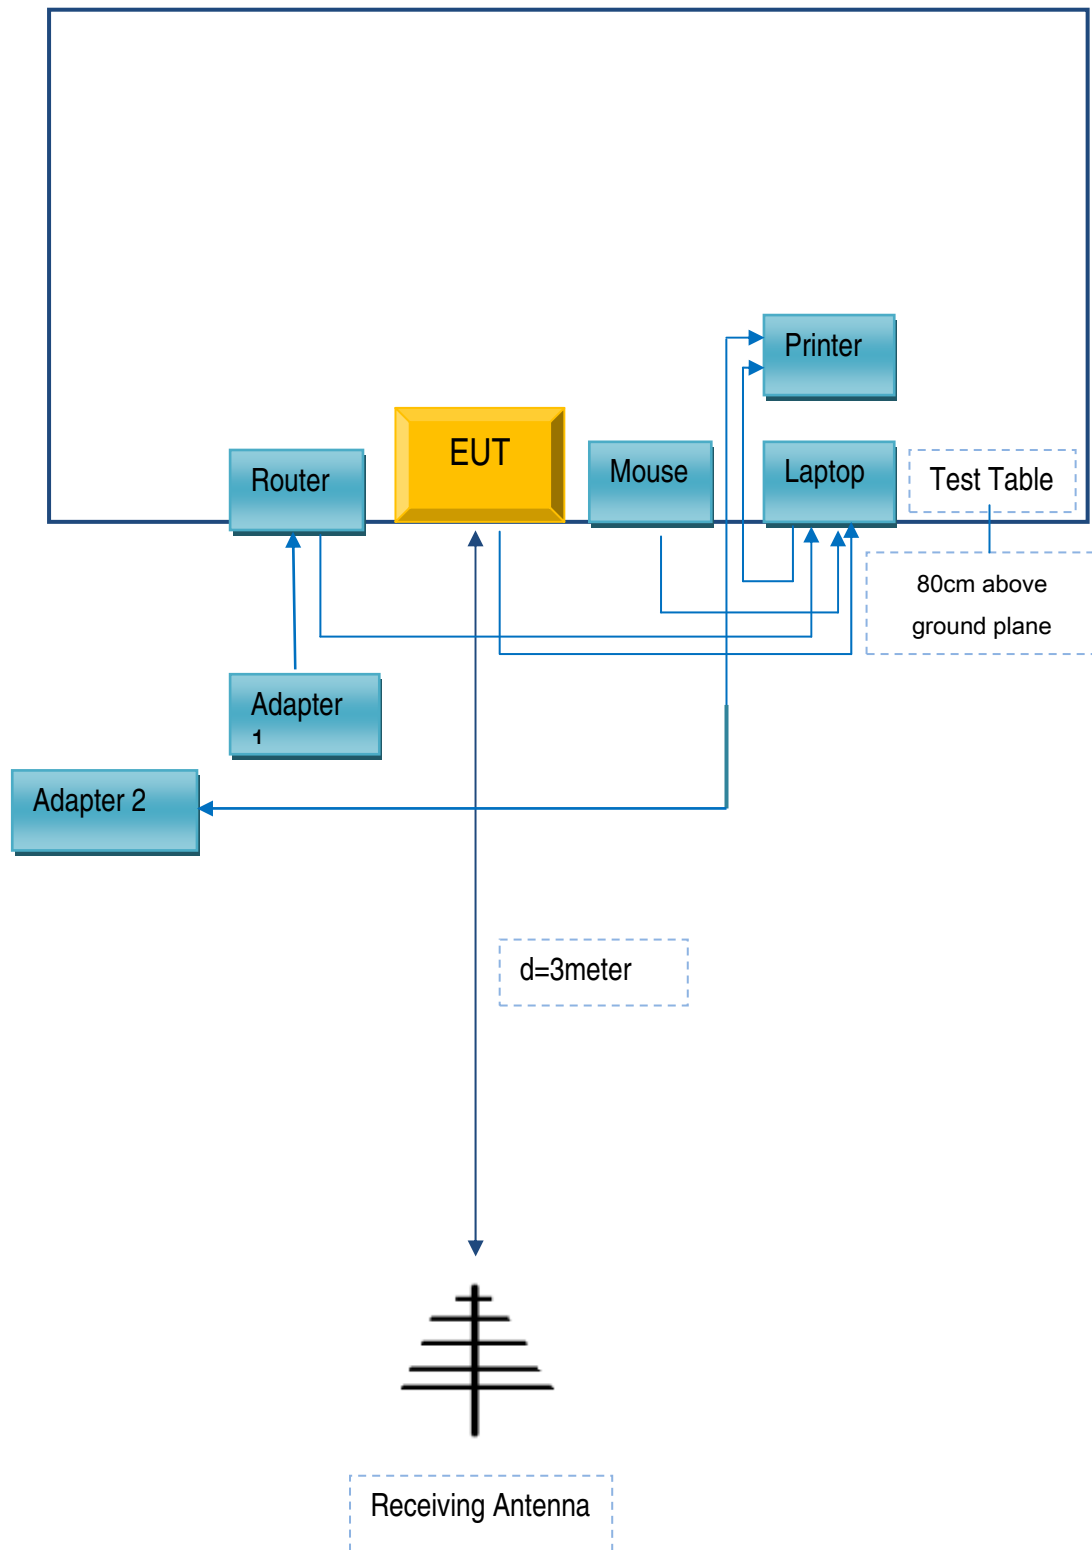 Printer
EUT
Router
Mouse
Laptop
Test Table
80cm above
ground plane
Adapter
1
Adapter 2
d=3meter
Receiving Antenna